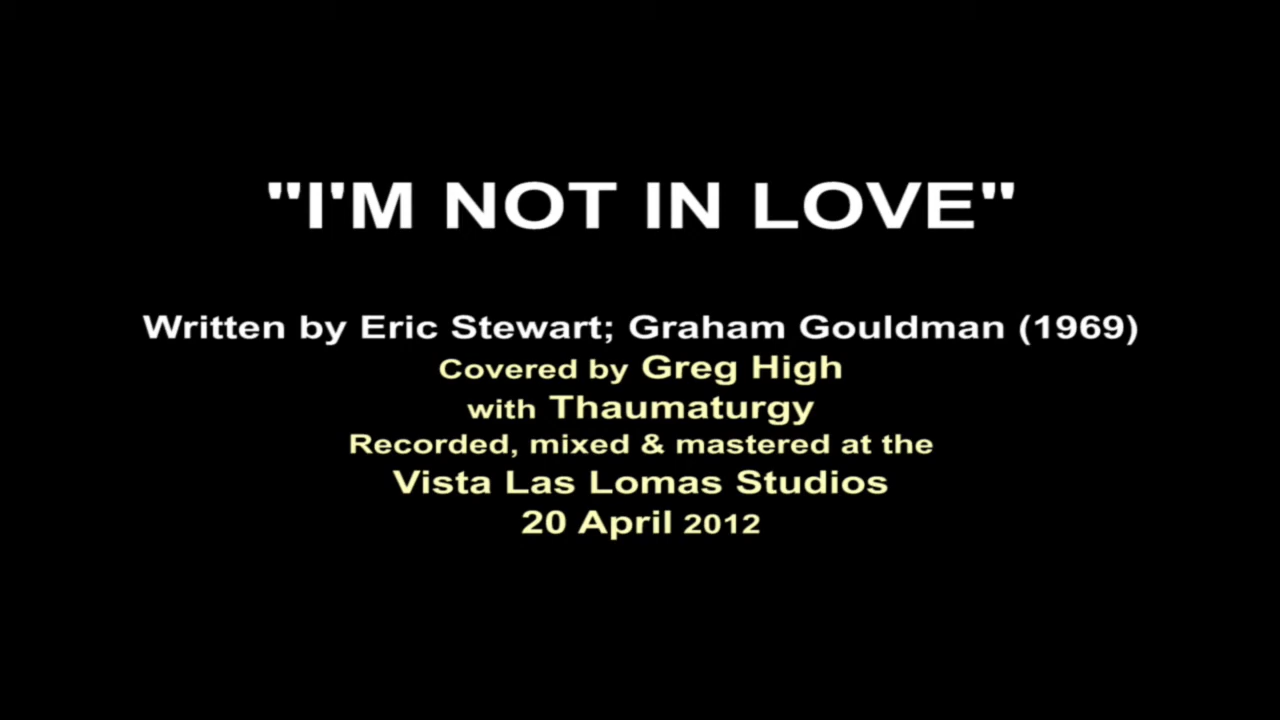 "I'M NOT IN LOVE"
Written by Eric Stewart; Graham Gouldman (1969)
Covered by Greg High
with Thaumaturgy
Recorded, mixed & mastered at the
Vista Las Lomas Studios
20 April 2012